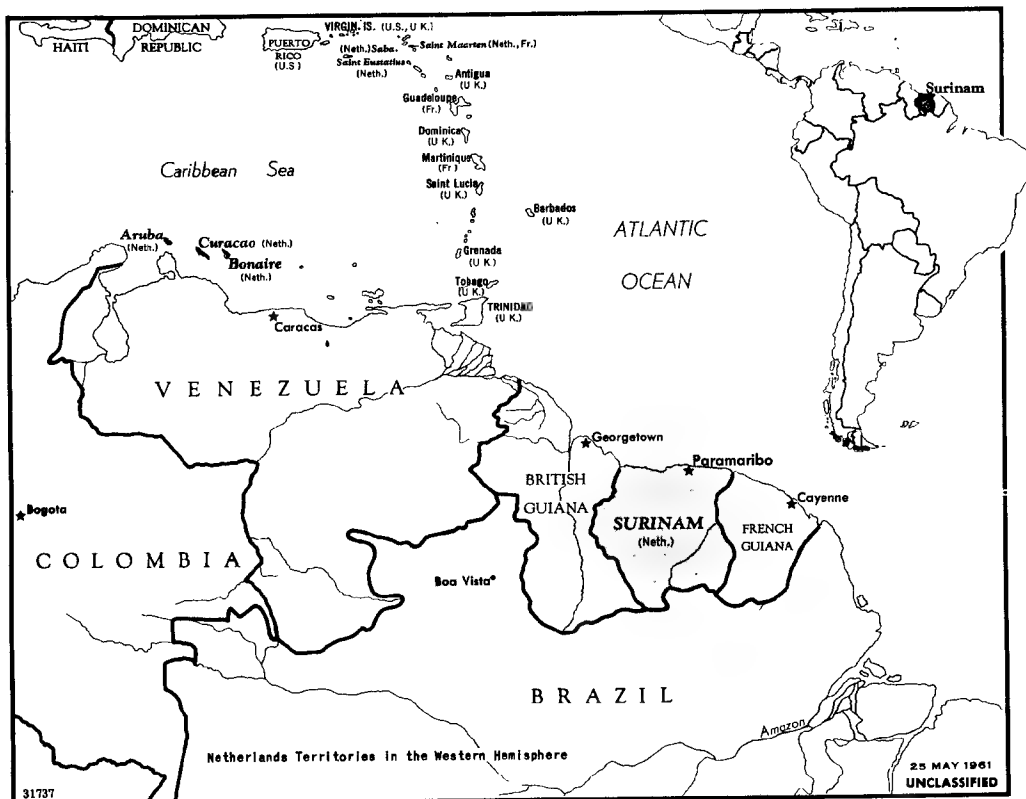 VIRGIN. IS. (U.S., U K.)
DOMINICAN
REPUBLIC
HAITI
PUERTO
RICO
(U.S)
(Neth.) Saba.
Saint Maarten (Neth., Fr.)
Saint Eustatius
(Neth.)
Antigua
(U K.)
Guadeloupe
(Fr.)
Dominica
(U K.)
Martinique
(Fr)
Saint Lucia
(U K.)
Barbados
(U K.)
Grenada
(U K.)
Tobago
(U K.)
TRINIDAD
(U K.)
Surinam
Caribbean Sea
ATLANTIC
OCEAN
Aruba
(Neth.)
Curacao (Neth.)
Bonaire
(Neth.)
Caracas
VENEZUELA
Georgetown
Paramaribo
Cayenne
BRITISH
GUIANA
SURINAM
(Neth.)
FRENCH
GUIANA
Bogota
COLOMBIA
Boa Vista
BRAZIL
Amazon
Netherlands Territories in the Western Hemisphere
25 MAY 1961
UNCLASSIFIED
31737